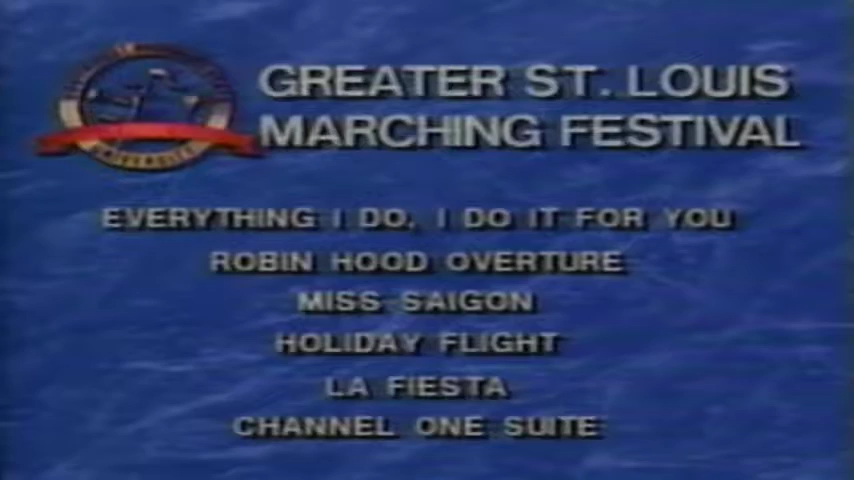 GREATER ST. LOUIS
MARCHING FESTIVAL
UNIVERSITY
EVERYTHING I DO, I DO IT FOR YOU
ROBIN HOOD OVERTURE
MISS SAIGON
HOLIDAY FLIGHT
LA FIESTA
CHANNEL ONE SUITE